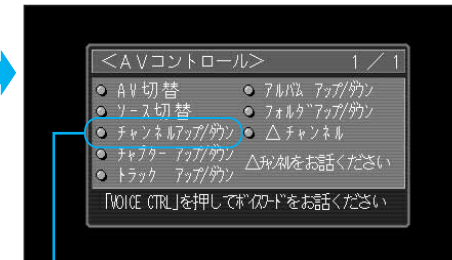 <AVコントロール> 1/1
AV切替
ソース切替
チャンネルアップ/ダウン
チャプター アップ/ダウン
トラック アップ/ダウン
アルバム アップ/ダウン
フォルダアップ/ダウン
△チャンネル
△チャンネルをお話ください
「VOICE CTRL」を押してボイスワードをお話ください